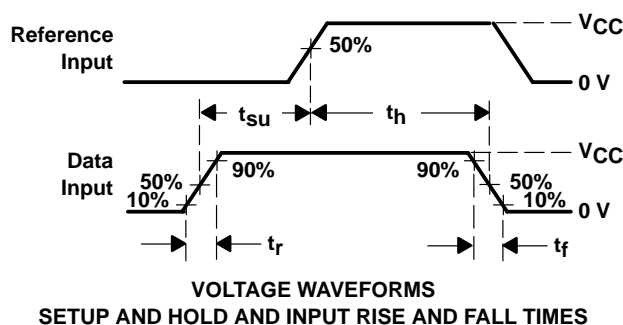 Reference
Input
50%
VCC
0 V
tsu
th
Data
Input
50%
10%
90%
90%
50%
10%
VCC
0 V
tr
tf
VOLTAGE WAVEFORMS
SETUP AND HOLD AND INPUT RISE AND FALL TIMES